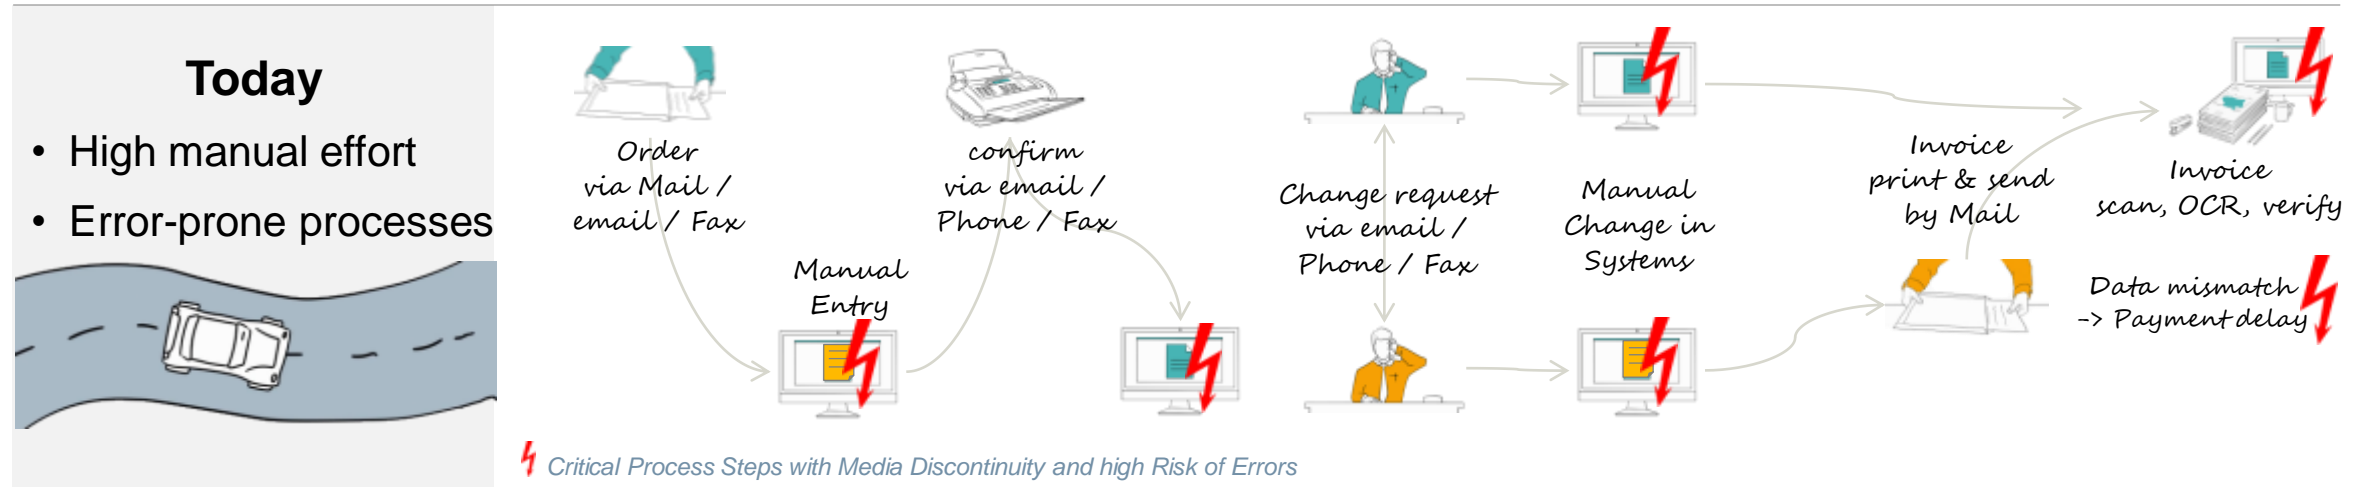 Today
• High manual effort
• Error-prone processes
Order
via Mail /
email / Fax
Manual
Entry
confirm
via email /
Phone / Fax
Change request
via email /
Phone / Fax
Manual
Change in
Systems
Invoice
print & send
by Mail
Invoice
scan, OCR, verify
Data mismatch
-> Payment delay
Critical Process Steps with Media Discontinuity and high Risk of Errors